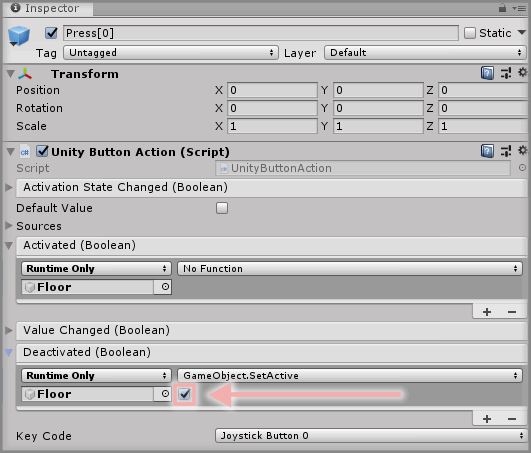 Inspector
Press[0] Static
Tag Untagged Layer Default
Transform
Position X 0 Y 0 Z 0
Rotation X 0 Y 0 Z 0
Scale X 1 Y 1 Z 1
C# Unity Button Action (Script)
Script UnityButtonAction
Activation State Changed (Boolean)
Default Value
Sources
Activated (Boolean)
Runtime Only No Function
Floor
+ −
Value Changed (Boolean)
Deactivated (Boolean)
Runtime Only GameObject.SetActive
Floor
+ −
Key Code Joystick Button 0